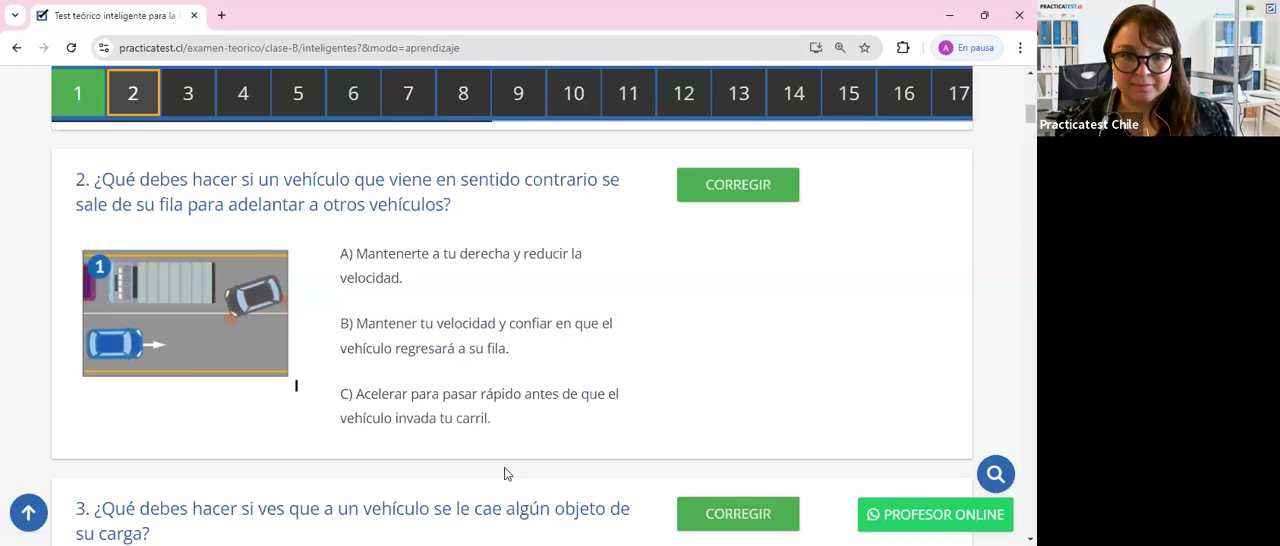 Test teórico inteligente para la
practicatest.cl/examen-teorico/clase-B/inteligentes?&modo=aprendizaje
A
En pausa
1 2 3 4 5 6 7 8 9 10 11 12 13 14 15 16 17
2. ¿Qué debes hacer si un vehículo que viene en sentido contrario se
sale de su fila para adelantar a otros vehículos?
CORREGIR
1
A) Mantenerte a tu derecha y reducir la
velocidad.
B) Mantener tu velocidad y confiar en que el
vehículo regresará a su fila.
C) Acelerar para pasar rápido antes de que el
vehículo invada tu carril.
3. ¿Qué debes hacer si ves que a un vehículo se le cae algún objeto de
su carga?
CORREGIR
PROFESOR ONLINE
PRACTICATEST.cl
Practicatest Chile